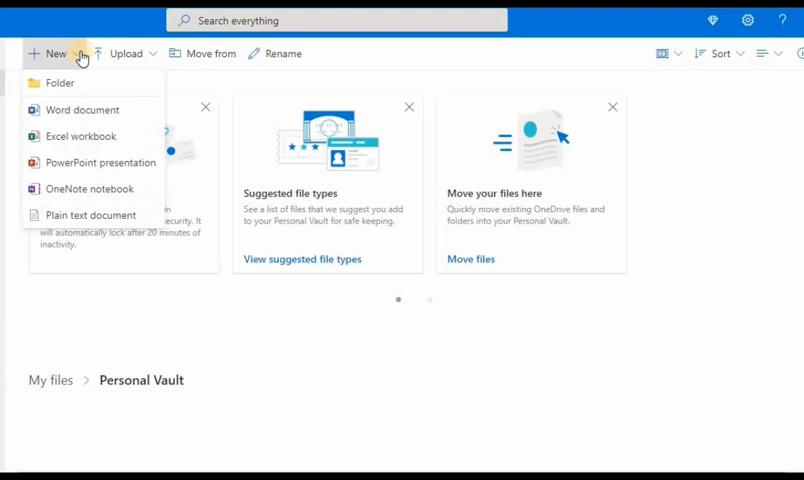 Search everything
New
Upload
Move from
Rename
Sort
Folder
Word document
Excel workbook
PowerPoint presentation
OneNote notebook
Plain text document
in
security. It
will automatically lock after 20 minutes of
inactivity.
Suggested file types
See a list of files that we suggest you add
to your Personal Vault for safe keeping.
View suggested file types
Move your files here
Quickly move existing OneDrive files and
folders into your Personal Vault.
Move files
My files > Personal Vault